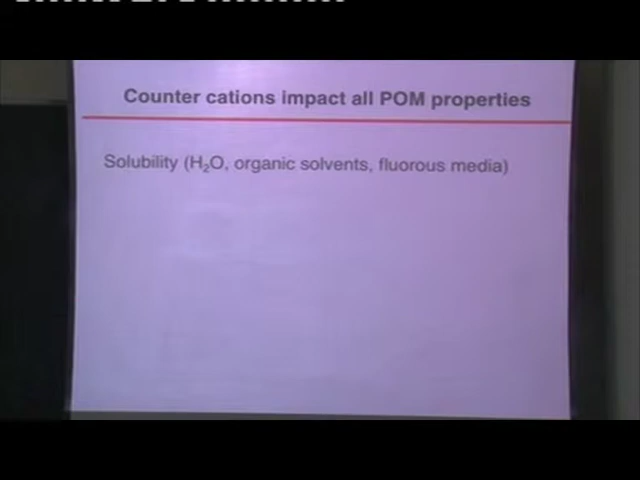 Counter cations impact all POM properties
Solubility (H₂O, organic solvents, fluorous media)